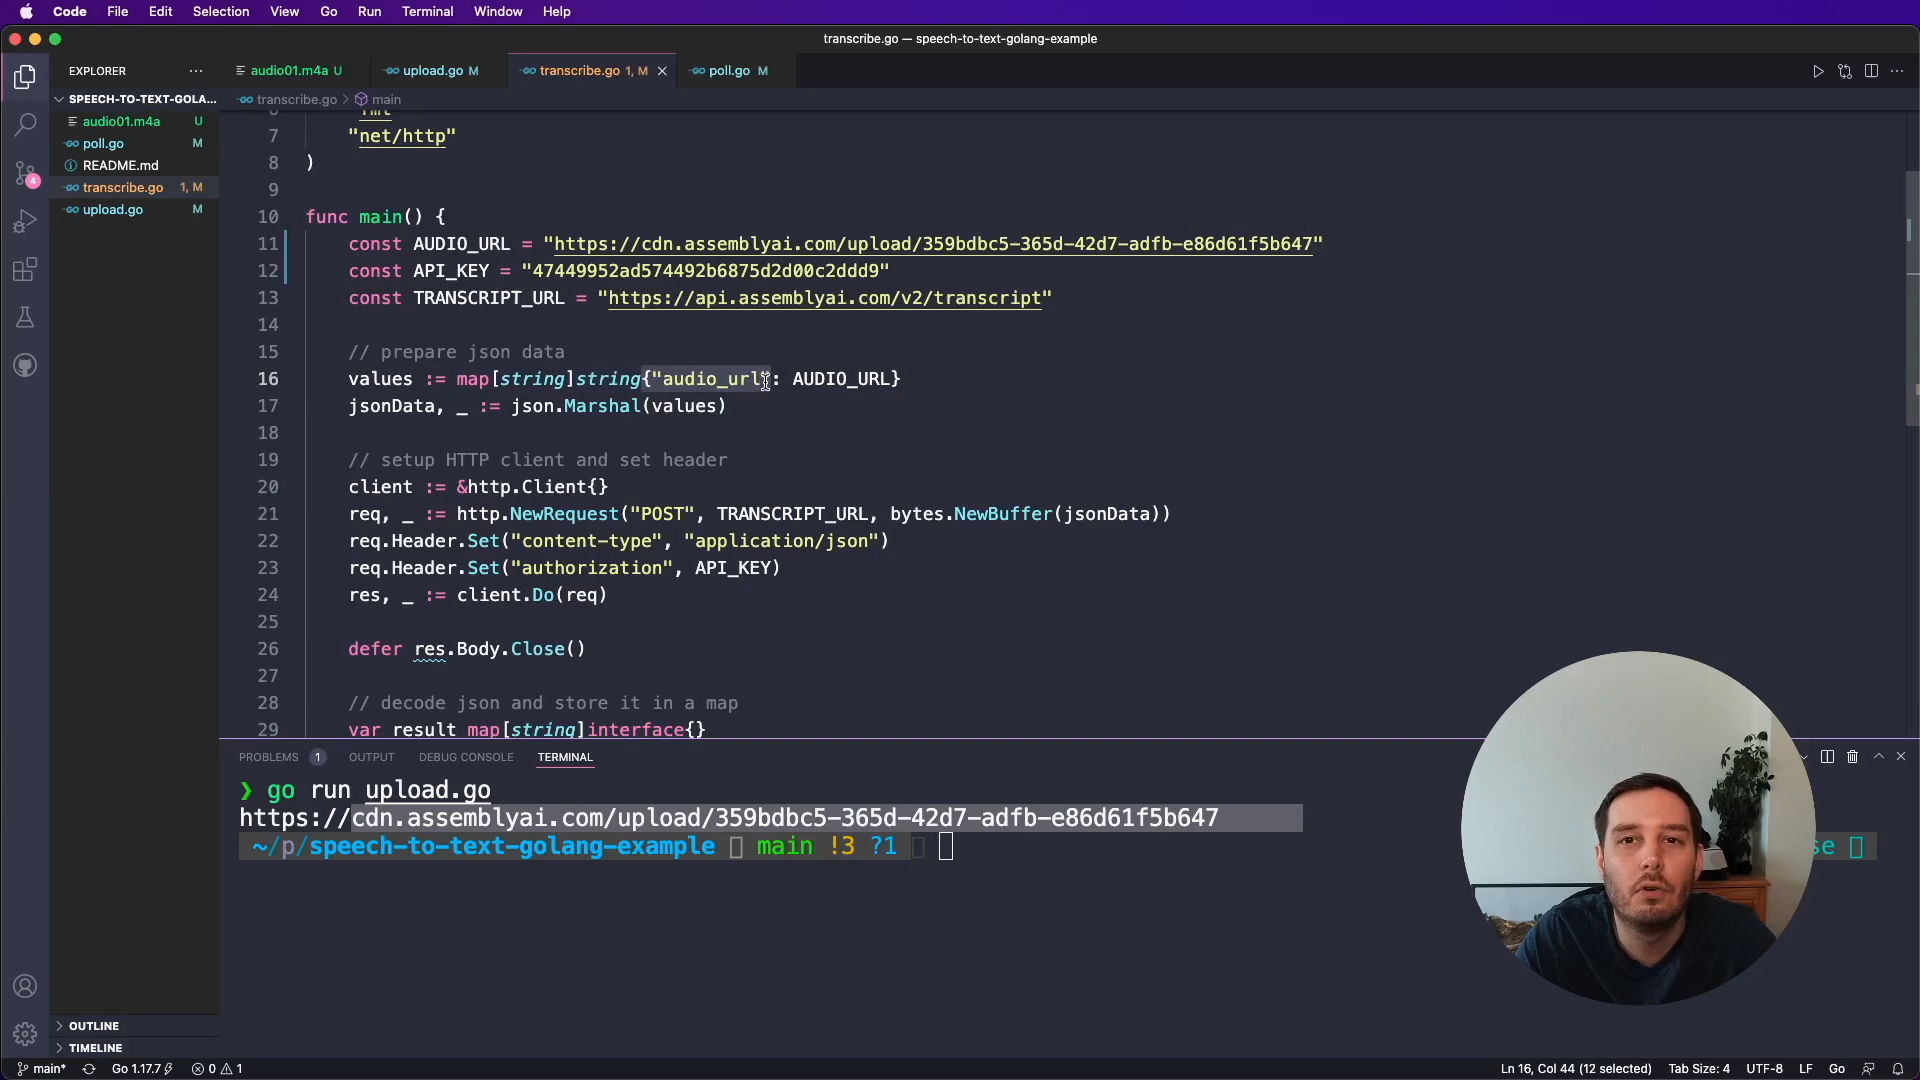 Code File Edit Selection View Go Run Terminal Window Help
transcribe.go — speech-to-text-golang-example
EXPLORER ...
audio01.m4a U
upload.go M
transcribe.go 1, M
poll.go M
SPEECH-TO-TEXT-GOLA...
transcribe.go > main
audio01.m4a U
poll.go M
README.md
transcribe.go 1, M
upload.go M
4
6 "fmt"
7 "net/http"
8 )
9
10 func main() {
11 const AUDIO_URL = "https://cdn.assemblyai.com/upload/359bdbc5-365d-42d7-adfb-e86d61f5b647"
12 const API_KEY = "47449952ad574492b6875d2d00c2ddd9"
13 const TRANSCRIPT_URL = "https://api.assemblyai.com/v2/transcript"
14
15 // prepare json data
16 values := map[string]string{"audio_url": AUDIO_URL}
17 jsonData, _ := json.Marshal(values)
18
19 // setup HTTP client and set header
20 client := &http.Client{}
21 req, _ := http.NewRequest("POST", TRANSCRIPT_URL, bytes.NewBuffer(jsonData))
22 req.Header.Set("content-type", "application/json")
23 req.Header.Set("authorization", API_KEY)
24 res, _ := client.Do(req)
25
26 defer res.Body.Close()
27
28 // decode json and store it in a map
29 var result map[string]interface{}
PROBLEMS 1 OUTPUT DEBUG CONSOLE TERMINAL
❯ go run upload.go
https://cdn.assemblyai.com/upload/359bdbc5-365d-42d7-adfb-e86d61f5b647
~/p/speech-to-text-golang-example main !3 ?1
se
OUTLINE
TIMELINE
main* Go 1.17.7 0 1 Ln 16, Col 44 (12 selected) Tab Size: 4 UTF-8 LF Go